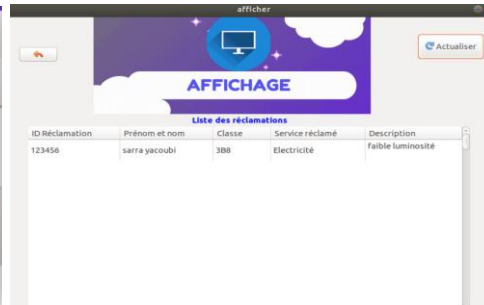 afficher
Actualiser
AFFICHAGE
Liste des réclamations
ID Réclamation Prénom et nom Classe Service réclamé Description
123456 sarra yacoubi 3B8 Electricité faible luminosité